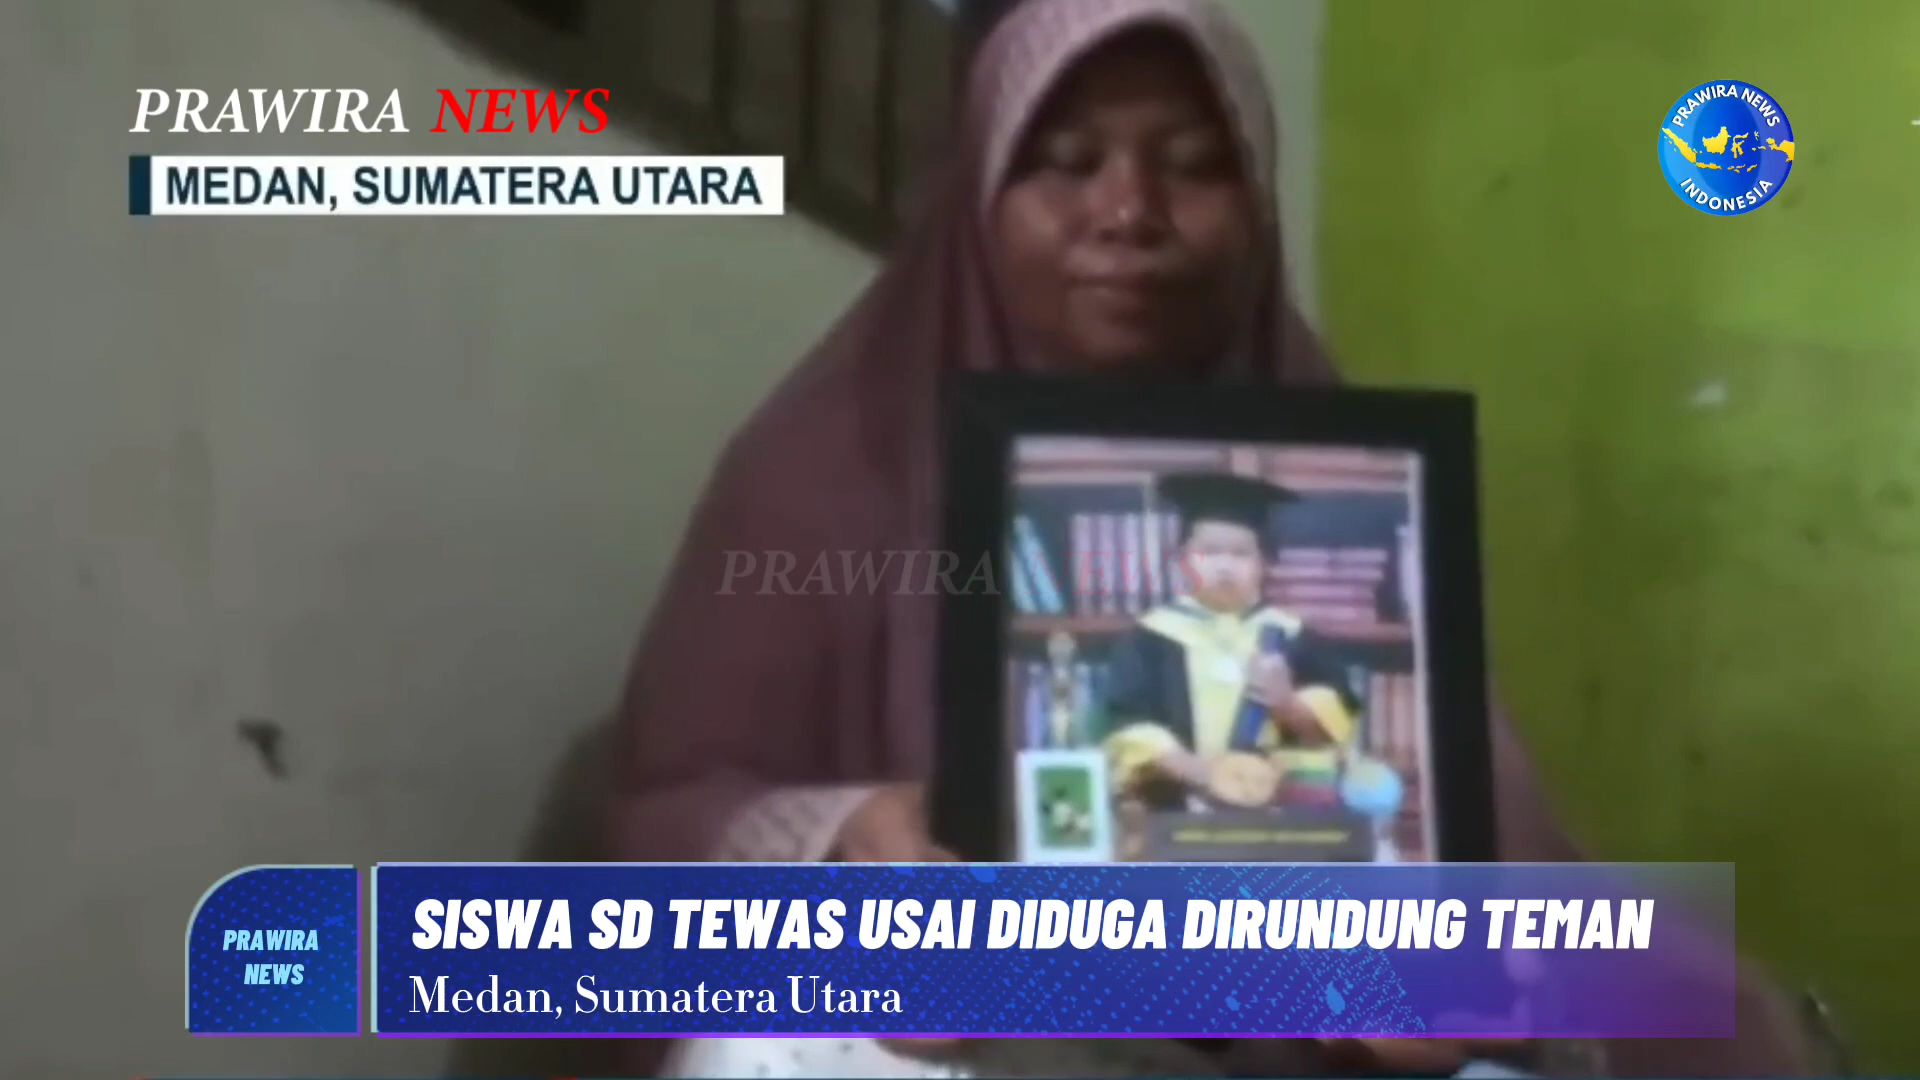 PRAWIRA NEWS
MEDAN, SUMATERA UTARA
PRAWIRA NEWS
INDONESIA
PRAWIRA NEWS
PRAWIRA
NEWS
SISWA SD TEWAS USAI DIDUGA DIRUNDUNG TEMAN
Medan, Sumatera Utara